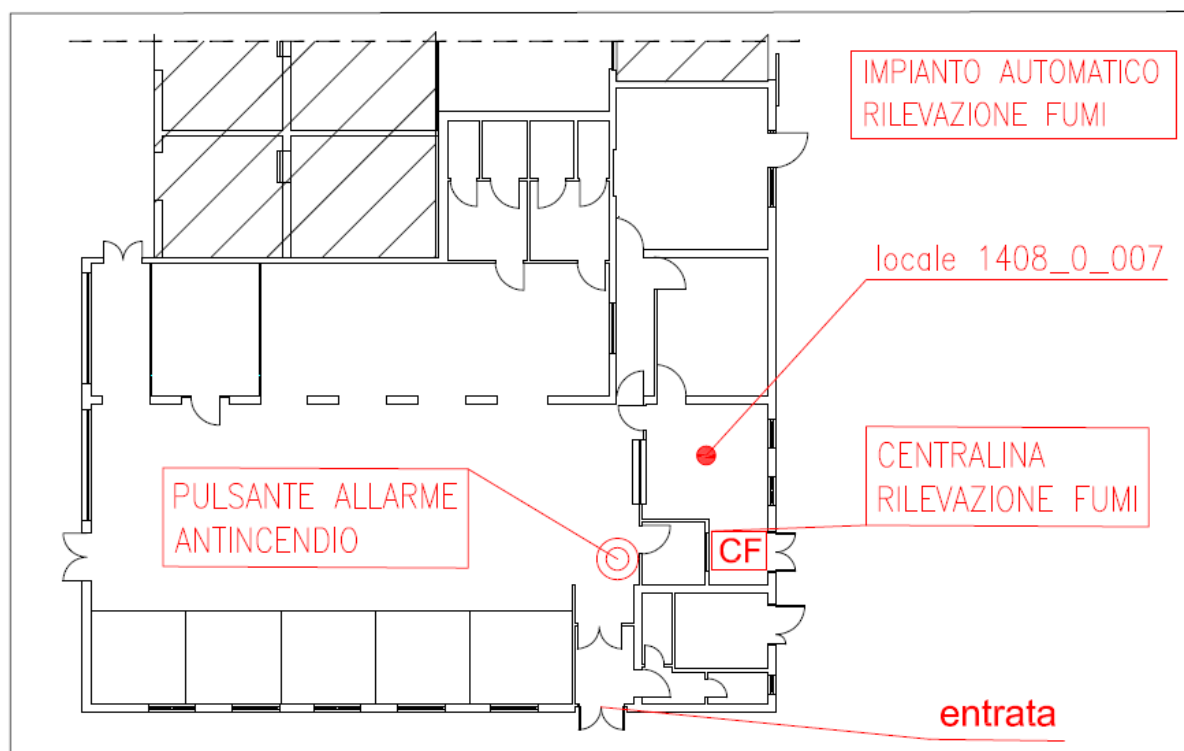 IMPIANTO AUTOMATICO
RILEVAZIONE FUMI
locale 1408_0_007
CENTRALINA
RILEVAZIONE FUMI
PULSANTE ALLARME
ANTINCENDIO
CF
entrata